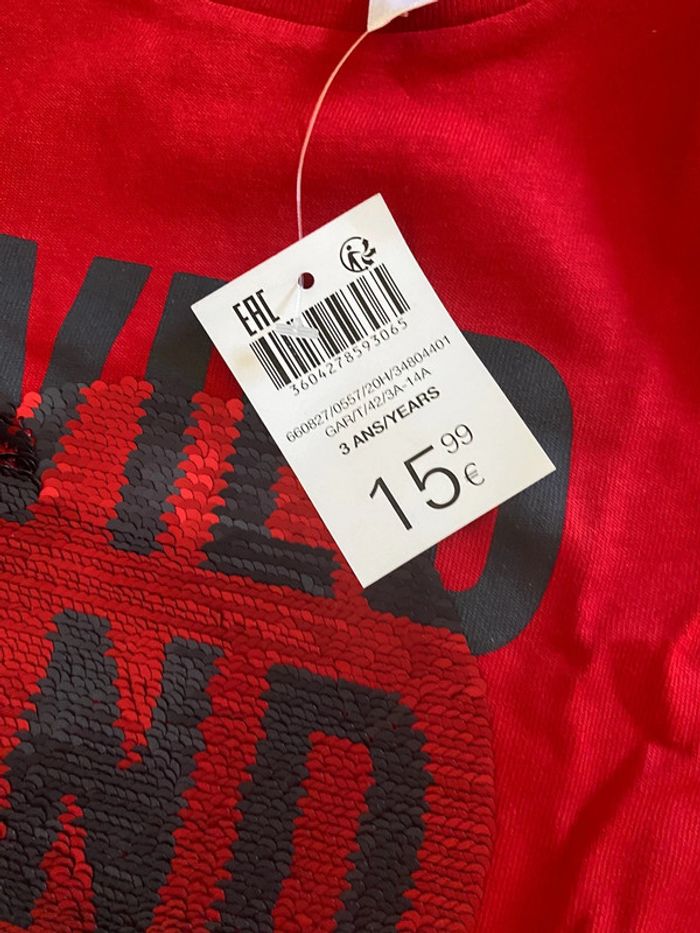 EAC
3604278593065
660827/0557/20H/34804401
GAR/T/42/3A-14A
3 ANS/YEARS
15,99
€